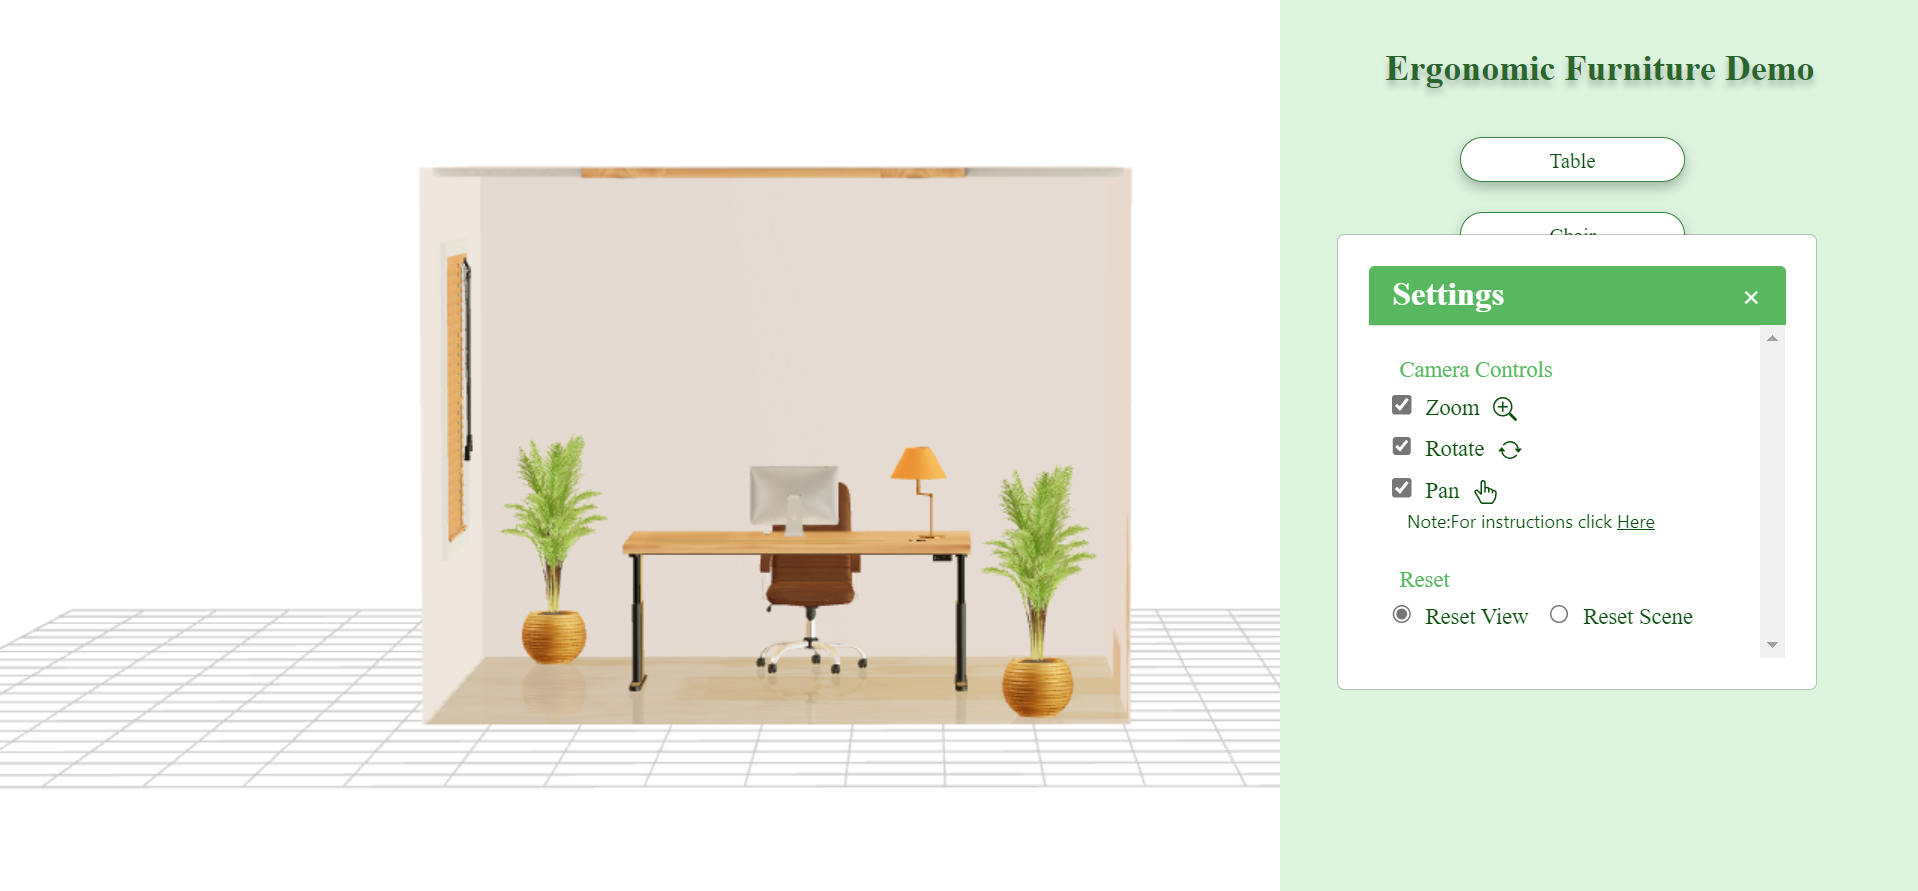 Ergonomic Furniture Demo
Table
Chair
Settings
Camera Controls
Zoom
Rotate
Pan
Note:For instructions click Here
Reset
Reset View Reset Scene